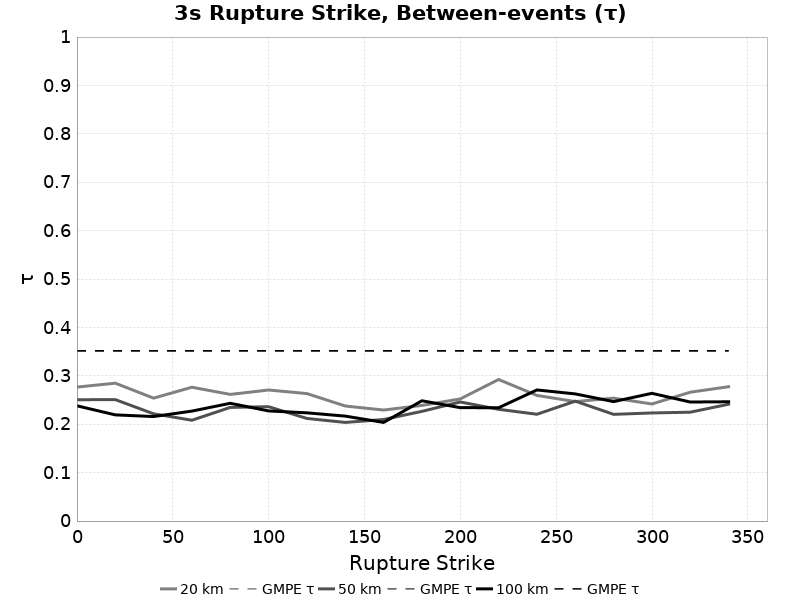 3s Rupture Strike, Between-events (τ)
1
0.9
0.8
0.7
0.6
0.5
0.4
0.3
0.2
0.1
0
τ
0 50 100 150 200 250 300 350
Rupture Strike
20 km GMPE τ 50 km GMPE τ 100 km GMPE τ